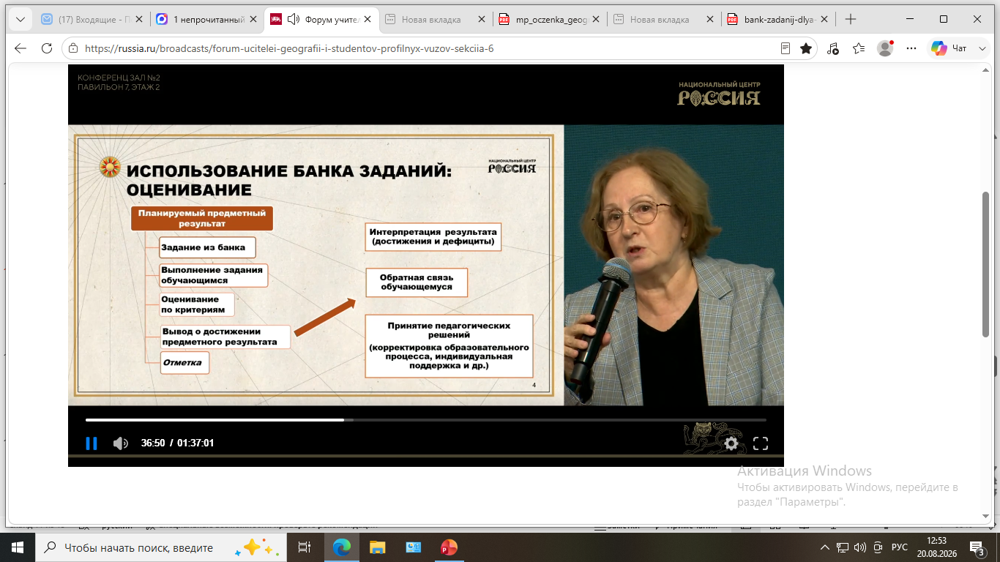 (17) Входящие - П
1 непрочитанный
Форум учител
Новая вкладка
mp_oczenka_geog
Новая вкладка
bank-zadanij-dlya-
https://russia.ru/broadcasts/forum-ucitelei-geografii-i-studentov-profilnyx-vuzov-sekciia-6
Чат
КОНФЕРЕНЦ ЗАЛ №2
ПАВИЛЬОН 7, ЭТАЖ 2
НАЦИОНАЛЬНЫЙ ЦЕНТР
РОССИЯ
НАЦИОНАЛЬНЫЙ ЦЕНТР
РОССИЯ
ИСПОЛЬЗОВАНИЕ БАНКА ЗАДАНИЙ:
ОЦЕНИВАНИЕ
Планируемый предметный
результат
Задание из банка
Выполнение задания
обучающимся
Оценивание
по критериям
Вывод о достижении
предметного результата
Отметка
Интерпретация результата
(достижения и дефициты)
Обратная связь
обучающемуся
Принятие педагогических
решений
(корректировка образовательного
процесса, индивидуальная
поддержка и др.)
4
36:50 / 01:37:01
Активация Windows
Чтобы активировать Windows, перейдите в
раздел "Параметры".
Чтобы начать поиск, введите
РУС
12:53
20.08.2026
3